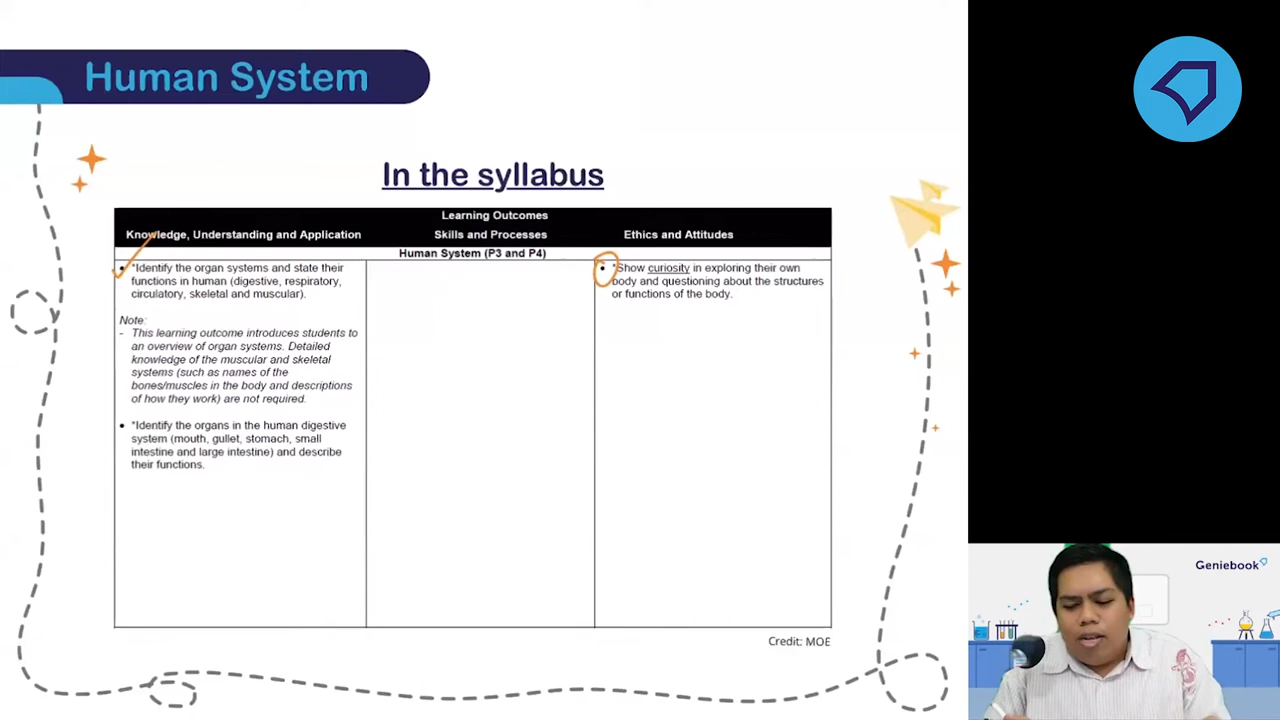 Human System
In the syllabus
Learning Outcomes
Knowledge, Understanding and Application
Skills and Processes
Ethics and Attitudes
Human System (P3 and P4)
• *Identify the organ systems and state their
functions in human (digestive, respiratory,
circulatory, skeletal and muscular).
Note:
- This learning outcome introduces students to
an overview of organ systems. Detailed
knowledge of the muscular and skeletal
systems (such as names of the
bones/muscles in the body and descriptions
of how they work) are not required.
• *Identify the organs in the human digestive
system (mouth, gullet, stomach, small
intestine and large intestine) and describe
their functions.
• *Show curiosity in exploring their own
body and questioning about the structures
or functions of the body.
Credit: MOE
Geniebook